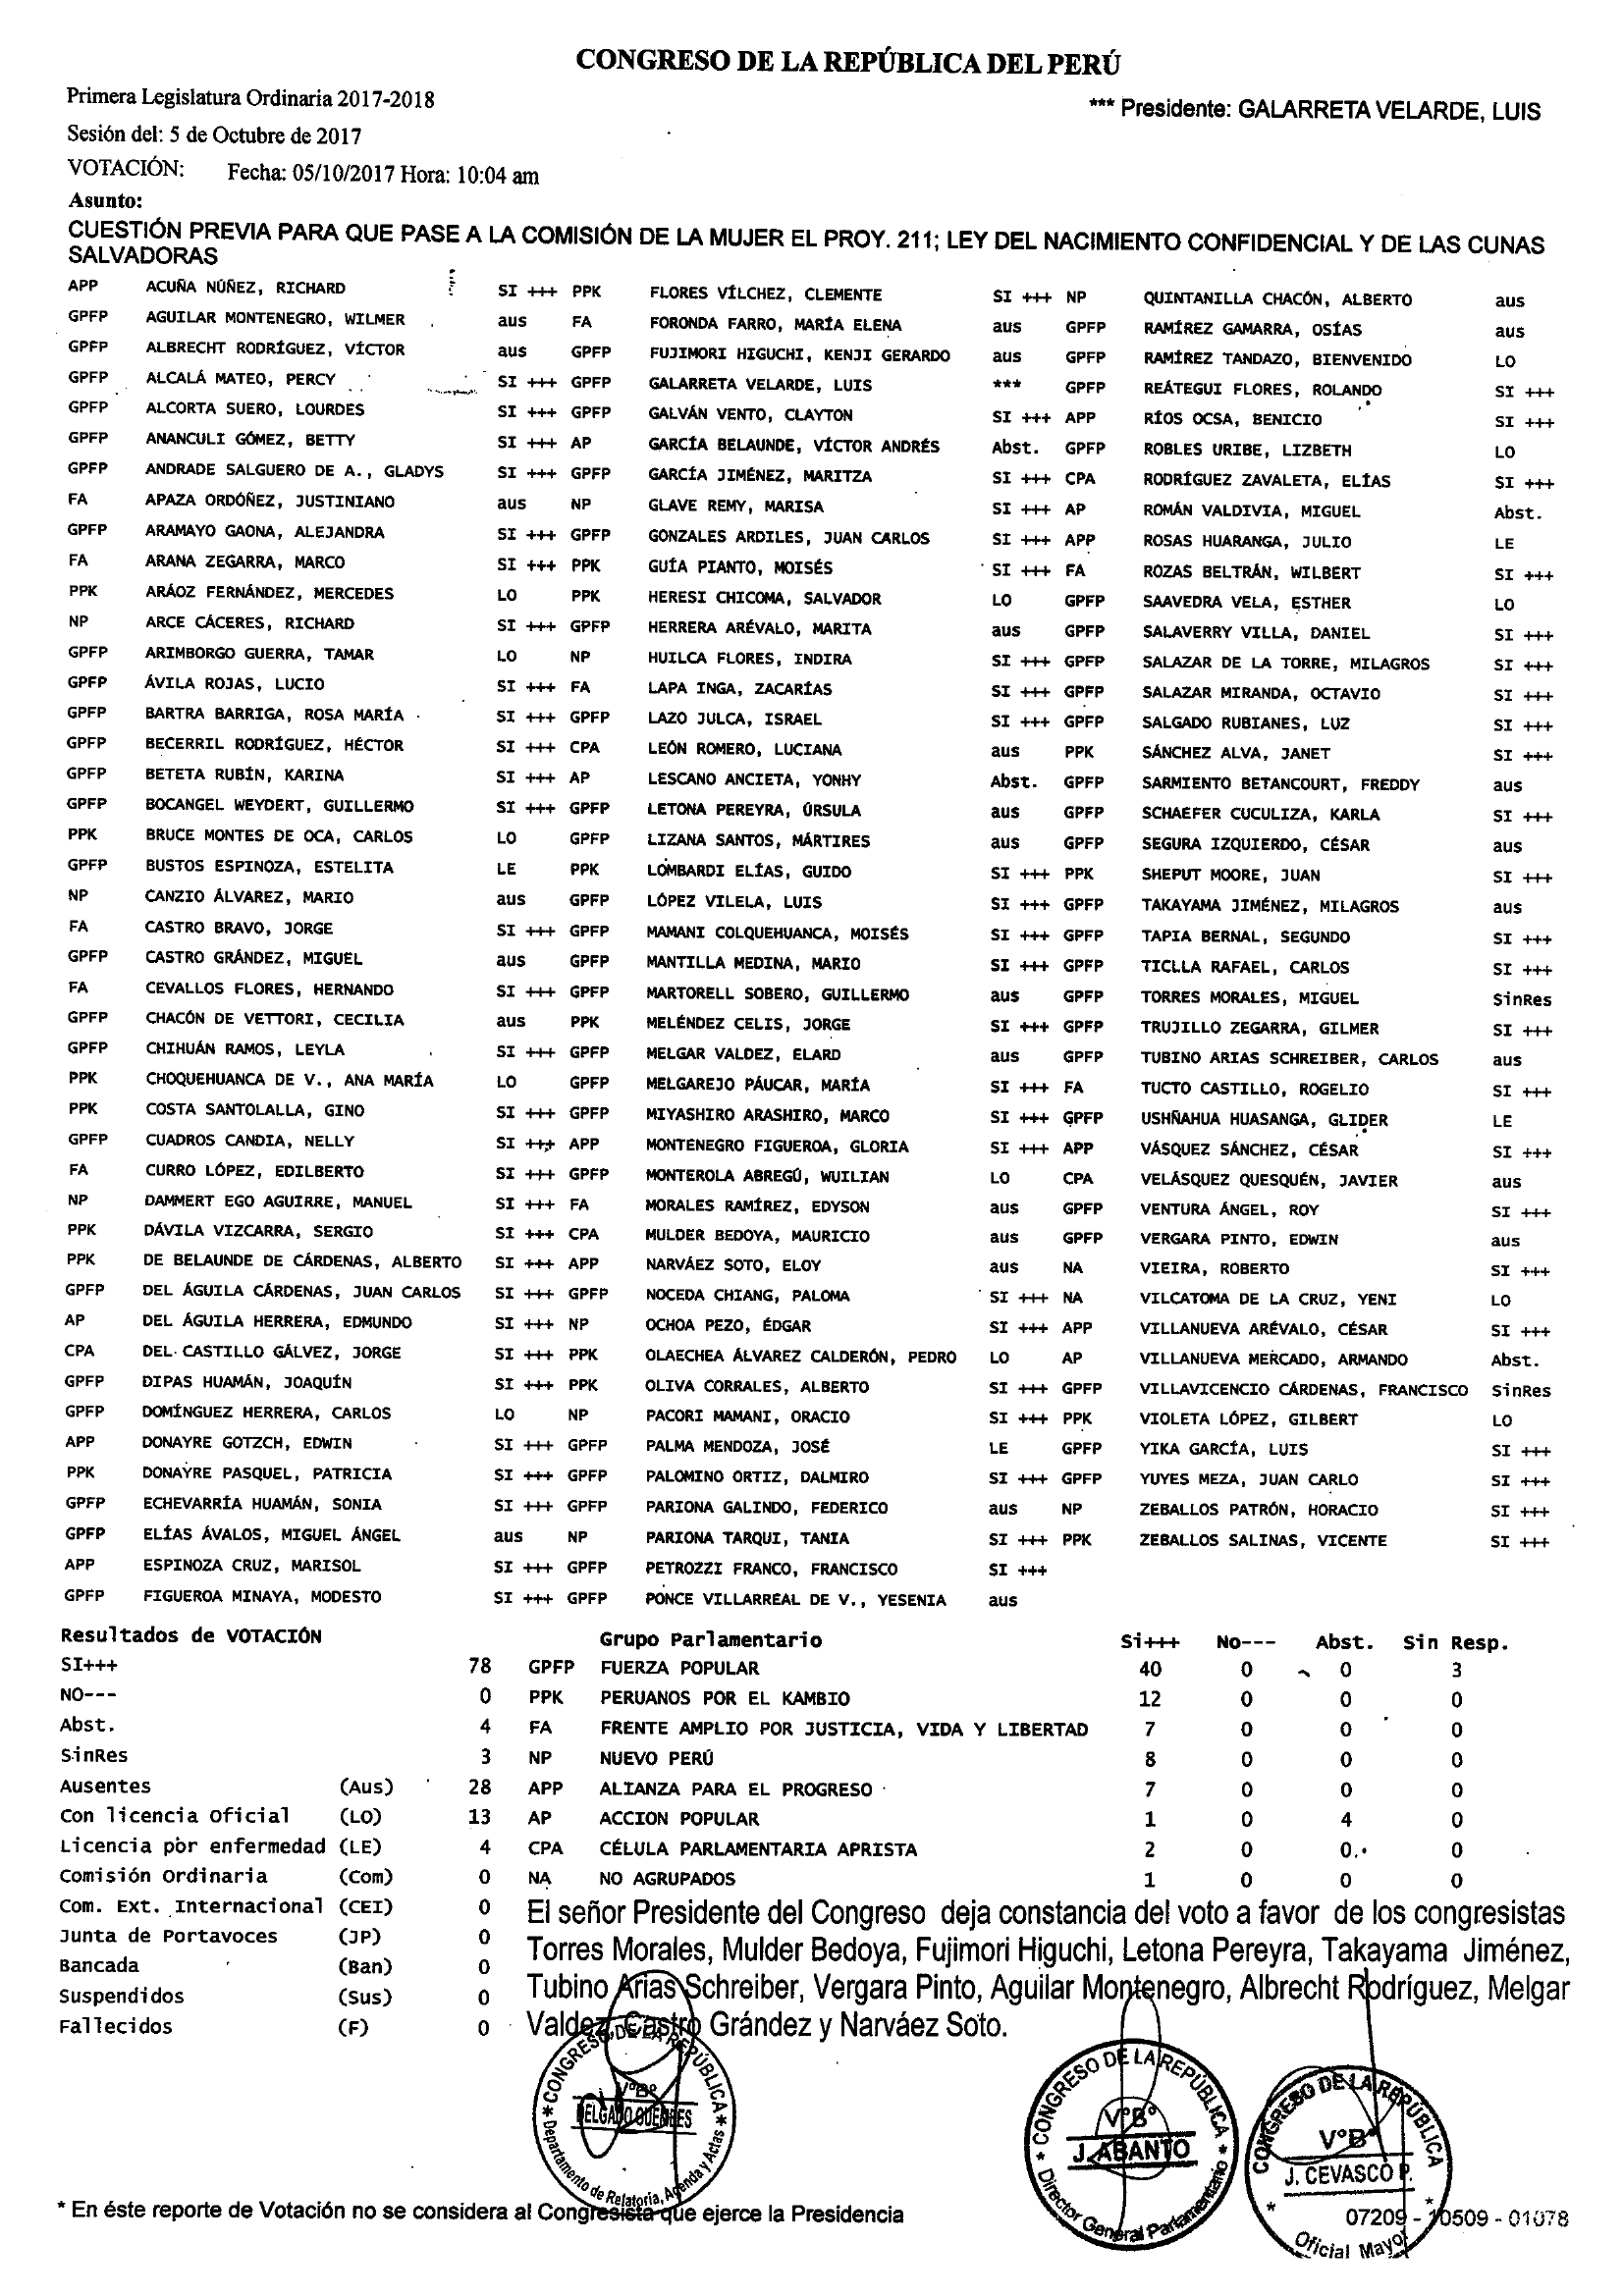 CONGRESO DE LA REPÚBLICA DEL PERÚ
Primera Legislatura Ordinaria 2017-2018
*** Presidente: GALARRETA VELARDE, LUIS
Sesión del: 5 de Octubre de 2017
VOTACIÓN: Fecha: 05/10/2017 Hora: 10:04 am
Asunto:
CUESTIÓN PREVIA PARA QUE PASE A LA COMISIÓN DE LA MUJER EL PROY. 211; LEY DEL NACIMIENTO CONFIDENCIAL Y DE LAS CUNAS
SALVADORAS
APP ACUÑA NÚÑEZ, RICHARD SI +++ PPK FLORES VÍLCHEZ, CLEMENTE SI +++ NP QUINTANILLA CHACÓN, ALBERTO aus
GPFP AGUILAR MONTENEGRO, WILMER aus FA FORONDA FARRO, MARÍA ELENA aus GPFP RAMÍREZ GAMARRA, OSÍAS aus
GPFP ALBRECHT RODRÍGUEZ, VÍCTOR aus GPFP FUJIMORI HIGUCHI, KENJI GERARDO aus GPFP RAMÍREZ TANDAZO, BIENVENIDO LO
GPFP ALCALÁ MATEO, PERCY SI +++ GPFP GALARRETA VELARDE, LUIS *** GPFP REÁTEGUI FLORES, ROLANDO SI +++
GPFP ALCORTA SUERO, LOURDES SI +++ GPFP GALVÁN VENTO, CLAYTON SI +++ APP RÍOS OCSA, BENICIO SI +++
GPFP ANANCULI GÓMEZ, BETTY SI +++ AP GARCÍA BELAUNDE, VÍCTOR ANDRÉS Abst. GPFP ROBLES URIBE, LIZBETH LO
GPFP ANDRADE SALGUERO DE A., GLADYS SI +++ GPFP GARCÍA JIMÉNEZ, MARITZA SI +++ CPA RODRÍGUEZ ZAVALETA, ELÍAS SI +++
FA APAZA ORDÓÑEZ, JUSTINIANO aus NP GLAVE REMY, MARISA SI +++ AP ROMÁN VALDIVIA, MIGUEL Abst.
GPFP ARAMAYO GAONA, ALEJANDRA SI +++ GPFP GONZALES ARDILES, JUAN CARLOS SI +++ APP ROSAS HUARANGA, JULIO LE
FA ARANA ZEGARRA, MARCO SI +++ PPK GUÍA PIANTO, MOISÉS SI +++ FA ROZAS BELTRÁN, WILBERT SI +++
PPK ARÁOZ FERNÁNDEZ, MERCEDES LO PPK HERESI CHICOMA, SALVADOR LO GPFP SAAVEDRA VELA, ESTHER LO
NP ARCE CÁCERES, RICHARD SI +++ GPFP HERRERA ARÉVALO, MARITA aus GPFP SALAVERRY VILLA, DANIEL SI +++
GPFP ARIMBORGO GUERRA, TAMAR LO NP HUILCA FLORES, INDIRA SI +++ GPFP SALAZAR DE LA TORRE, MILAGROS SI +++
GPFP ÁVILA ROJAS, LUCIO SI +++ FA LAPA INGA, ZACARÍAS SI +++ GPFP SALAZAR MIRANDA, OCTAVIO SI +++
GPFP BARTRA BARRIGA, ROSA MARÍA SI +++ GPFP LAZO JULCA, ISRAEL SI +++ GPFP SALGADO RUBIANES, LUZ SI +++
GPFP BECERRIL RODRÍGUEZ, HÉCTOR SI +++ CPA LEÓN ROMERO, LUCIANA aus PPK SÁNCHEZ ALVA, JANET SI +++
GPFP BETETA RUBÍN, KARINA SI +++ AP LESCANO ANCIETA, YONHY Abst. GPFP SARMIENTO BETANCOURT, FREDDY aus
GPFP BOCANGEL WEYDERT, GUILLERMO SI +++ GPFP LETONA PEREYRA, ÚRSULA aus GPFP SCHAEFER CUCULIZA, KARLA SI +++
PPK BRUCE MONTES DE OCA, CARLOS LO GPFP LIZANA SANTOS, MÁRTIRES aus GPFP SEGURA IZQUIERDO, CÉSAR aus
GPFP BUSTOS ESPINOZA, ESTELITA LE PPK LOMBARDI ELÍAS, GUIDO SI +++ PPK SHEPUT MOORE, JUAN SI +++
NP CANZIO ÁLVAREZ, MARIO aus GPFP LÓPEZ VILELA, LUIS SI +++ GPFP TAKAYAMA JIMÉNEZ, MILAGROS aus
FA CASTRO BRAVO, JORGE SI +++ GPFP MAMANI COLQUEHUANCA, MOISÉS SI +++ GPFP TAPIA BERNAL, SEGUNDO SI +++
GPFP CASTRO GRÁNDEZ, MIGUEL aus GPFP MANTILLA MEDINA, MARIO SI +++ GPFP TICLLA RAFAEL, CARLOS SI +++
FA CEVALLOS FLORES, HERNANDO SI +++ GPFP MARTORELL SOBERO, GUILLERMO aus GPFP TORRES MORALES, MIGUEL SinRes
GPFP CHACÓN DE VETTORI, CECILIA aus PPK MELÉNDEZ CELIS, JORGE SI +++ GPFP TRUJILLO ZEGARRA, GILMER SI +++
GPFP CHIHUÁN RAMOS, LEYLA SI +++ GPFP MELGAR VALDEZ, ELARD aus GPFP TUBINO ARIAS SCHREIBER, CARLOS aus
PPK CHOQUEHUANCA DE V., ANA MARÍA LO GPFP MELGAREJO PÁUCAR, MARÍA SI +++ FA TUCTO CASTILLO, ROGELIO SI +++
PPK COSTA SANTOLALLA, GINO SI +++ GPFP MIYASHIRO ARASHIRO, MARCO SI +++ GPFP USHÑAHUA HUASANGA, GLIDER LE
GPFP CUADROS CANDIA, NELLY SI +++ APP MONTENEGRO FIGUEROA, GLORIA SI +++ APP VÁSQUEZ SÁNCHEZ, CÉSAR SI +++
FA CURRO LÓPEZ, EDILBERTO SI +++ GPFP MONTEROLA ABREGÚ, WUILIAN LO CPA VELÁSQUEZ QUESQUÉN, JAVIER aus
NP DAMMERT EGO AGUIRRE, MANUEL SI +++ FA MORALES RAMÍREZ, EDYSON aus GPFP VENTURA ÁNGEL, ROY SI +++
PPK DÁVILA VIZCARRA, SERGIO SI +++ CPA MULDER BEDOYA, MAURICIO aus GPFP VERGARA PINTO, EDWIN aus
PPK DE BELAUNDE DE CÁRDENAS, ALBERTO SI +++ APP NARVÁEZ SOTO, ELOY aus NA VIEIRA, ROBERTO SI +++
GPFP DEL ÁGUILA CÁRDENAS, JUAN CARLOS SI +++ GPFP NOCEDA CHIANG, PALOMA SI +++ NA VILCATOMA DE LA CRUZ, YENI LO
AP DEL ÁGUILA HERRERA, EDMUNDO SI +++ NP OCHOA PEZO, ÉDGAR SI +++ APP VILLANUEVA ARÉVALO, CÉSAR SI +++
CPA DEL CASTILLO GÁLVEZ, JORGE SI +++ PPK OLAECHEA ÁLVAREZ CALDERÓN, PEDRO LO AP VILLANUEVA MERCADO, ARMANDO Abst.
GPFP DIPAS HUAMÁN, JOAQUÍN SI +++ PPK OLIVA CORRALES, ALBERTO SI +++ GPFP VILLAVICENCIO CÁRDENAS, FRANCISCO SinRes
GPFP DOMÍNGUEZ HERRERA, CARLOS LO NP PACORI MAMANI, ORACIO SI +++ PPK VIOLETA LÓPEZ, GILBERT LO
APP DONAYRE GOTZCH, EDWIN SI +++ GPFP PALMA MENDOZA, JOSÉ LE GPFP YIKA GARCÍA, LUIS SI +++
PPK DONAYRE PASQUEL, PATRICIA SI +++ GPFP PALOMINO ORTIZ, DALMIRO SI +++ GPFP YUYES MEZA, JUAN CARLO SI +++
GPFP ECHEVARRÍA HUAMÁN, SONIA SI +++ GPFP PARIONA GALINDO, FEDERICO aus NP ZEBALLOS PATRÓN, HORACIO SI +++
GPFP ELÍAS ÁVALOS, MIGUEL ÁNGEL aus NP PARIONA TARQUI, TANIA SI +++ PPK ZEBALLOS SALINAS, VICENTE SI +++
APP ESPINOZA CRUZ, MARISOL SI +++ GPFP PETROZZI FRANCO, FRANCISCO SI +++
GPFP FIGUEROA MINAYA, MODESTO SI +++ GPFP PONCE VILLARREAL DE V., YESENIA aus
Resultados de VOTACIÓN Grupo Parlamentario Si+++ No--- Abst. Sin Resp.
SI+++ 78 GPFP FUERZA POPULAR 40 0 0 3
NO--- 0 PPK PERUANOS POR EL KAMBIO 12 0 0 0
Abst. 4 FA FRENTE AMPLIO POR JUSTICIA, VIDA Y LIBERTAD 7 0 0 0
SinRes 3 NP NUEVO PERÚ 8 0 0 0
Ausentes (Aus) 28 APP ALIANZA PARA EL PROGRESO 7 0 0 0
Con licencia Oficial (LO) 13 AP ACCION POPULAR 1 0 4 0
Licencia por enfermedad (LE) 4 CPA CÉLULA PARLAMENTARIA APRISTA 2 0 0 0
Comisión Ordinaria (Com) 0 NA NO AGRUPADOS 1 0 0 0
Com. Ext. Internacional (CEI) 0
Junta de Portavoces (JP) 0
Bancada (Ban) 0
Suspendidos (Sus) 0
Fallecidos (F) 0
El señor Presidente del Congreso deja constancia del voto a favor de los congresistas
Torres Morales, Mulder Bedoya, Fujimori Higuchi, Letona Pereyra, Takayama Jiménez,
Tubino Arias Schreiber, Vergara Pinto, Aguilar Montenegro, Albrecht Rodríguez, Melgar
Valdez, Castro Grández y Narváez Soto.
* CONGRESO DE LA REPÚBLICA *
V°B°
Departamento de Relatoría, Agenda y Actas
* CONGRESO DE LA REPÚBLICA *
V°B°
J. ABANTO
Director General Parlamentario
CONGRESO DE LA REPÚBLICA
V°B°
J. CEVASCO P.
* Oficial Mayor *
* En éste reporte de Votación no se considera al Congresista que ejerce la Presidencia
07209 - 10509 - 01078